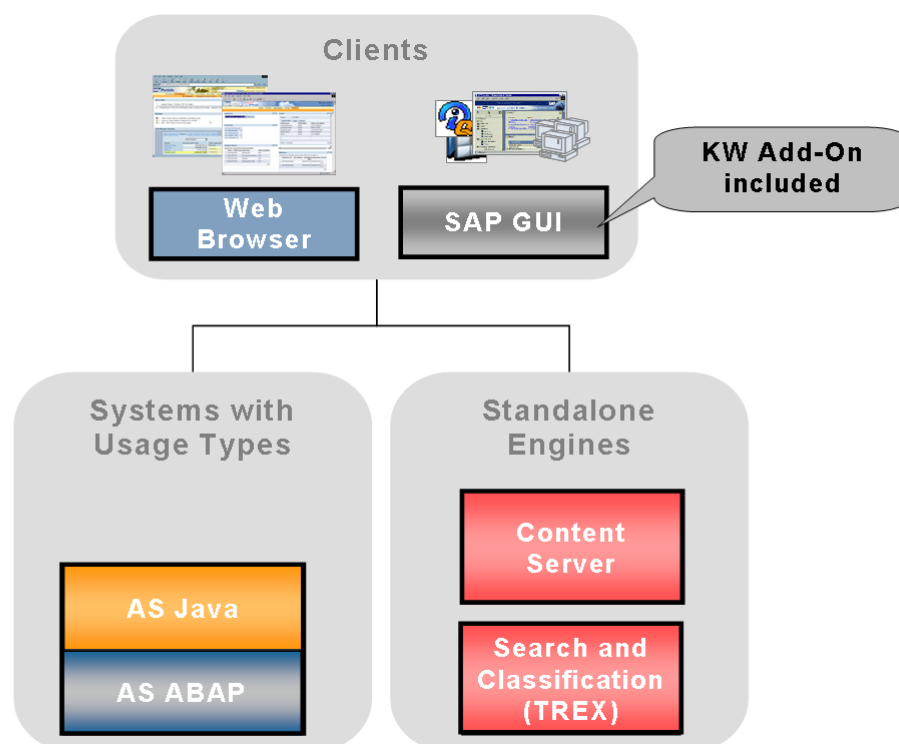 Clients
KW Add-On
included
Web
Browser
SAP GUI
Systems with
Usage Types
Standalone
Engines
Content
Server
AS Java
Search and
Classification
(TREX)
AS ABAP